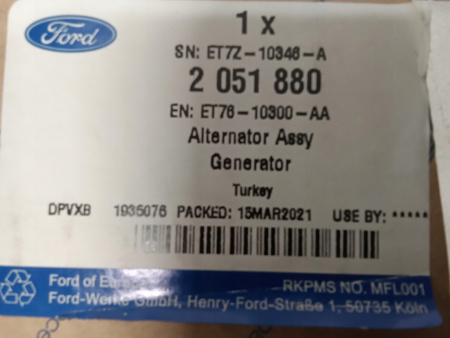 Ford
1 x
SN: ET7Z-10346-A
2 051 880
EN: ET76-10300-AA
Alternator Assy
Generator
Turkey
DPVXB 1935076 PACKED: 15MAR2021 USE BY: *****
Ford of Europe RKPMS NO. MFL001
Ford-Werke GmbH, Henry-Ford-Straße 1, 50735 Köln